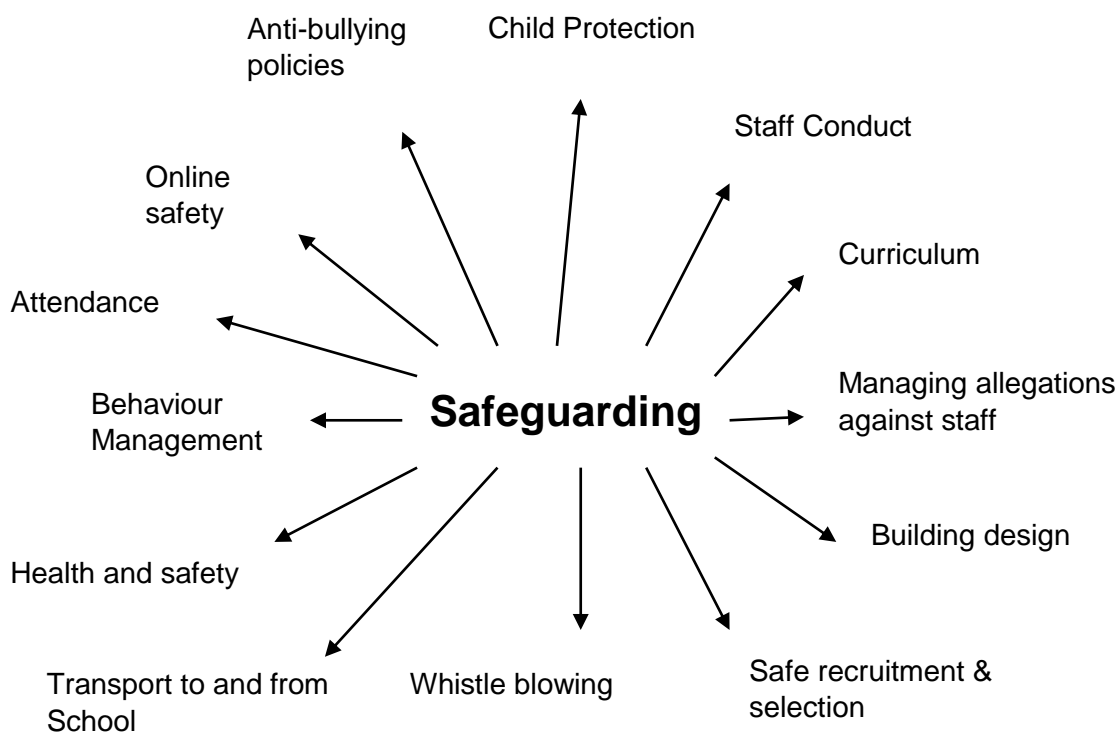 Anti-bullying
policies
Child Protection
Staff Conduct
Online
safety
Curriculum
Attendance
Managing allegations
against staff
Behaviour
Management
Safeguarding
Building design
Health and safety
Transport to and from
School
Whistle blowing
Safe recruitment &
selection